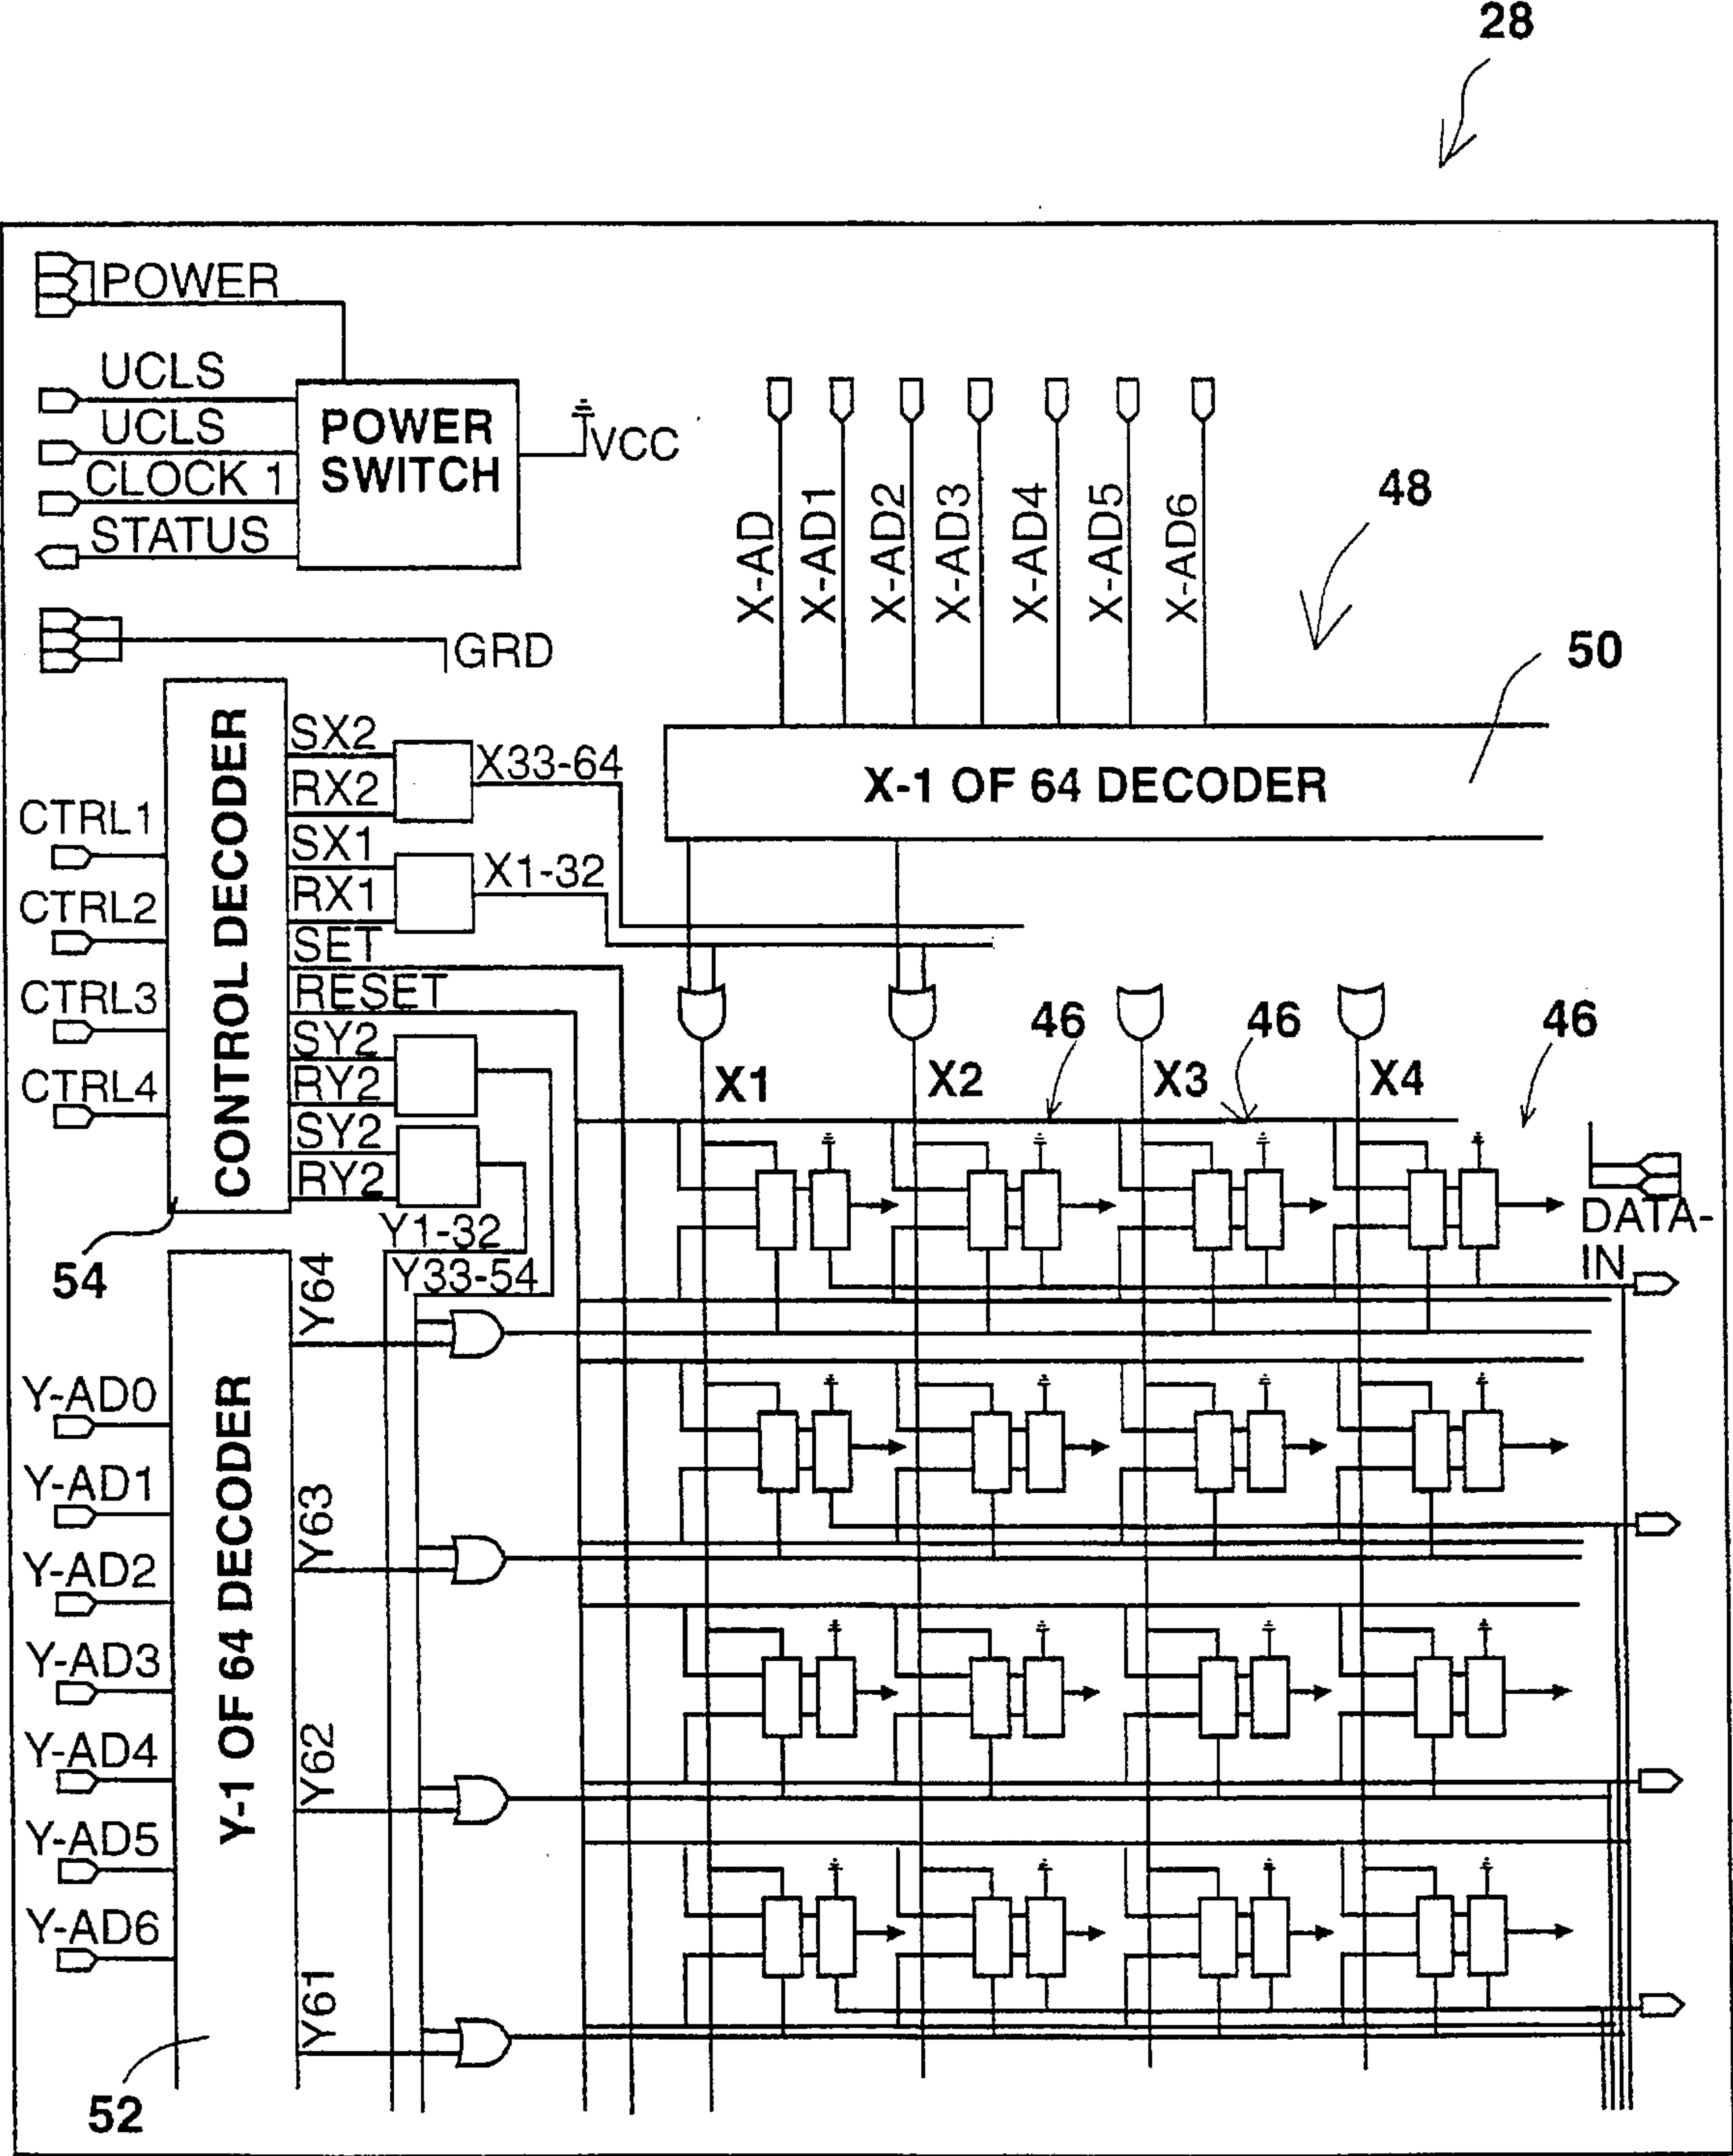 28
POWER
UCLS
UCLS
CLOCK 1
STATUS
POWER
SWITCH
VCC
GRD
X-AD
X-AD1
X-AD2
X-AD3
X-AD4
X-AD5
X-AD6
48
50
X-1 OF 64 DECODER
CONTROL DECODER
CTRL1
CTRL2
CTRL3
CTRL4
SX2
RX2
SX1
RX1
SET
RESET
SY2
RY2
SY2
RY2
X33-64
X1-32
Y1-32
Y33-54
54
X1
X2
X3
X4
46
46
46
DATA-
IN
Y-1 OF 64 DECODER
Y-AD0
Y-AD1
Y-AD2
Y-AD3
Y-AD4
Y-AD5
Y-AD6
Y64
Y63
Y62
Y61
52